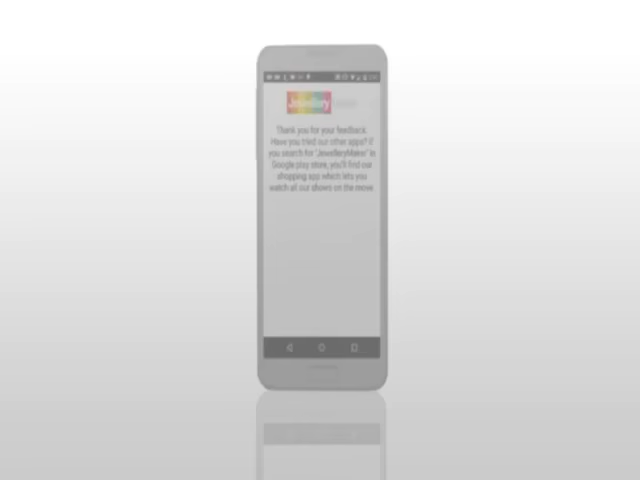 Jewellery
Thank you for your feedback.
Have you tried our other apps? If
you search for 'JewelleryMaker' in
Google play store, you'll find our
shopping app which lets you
watch all our shows on the move.